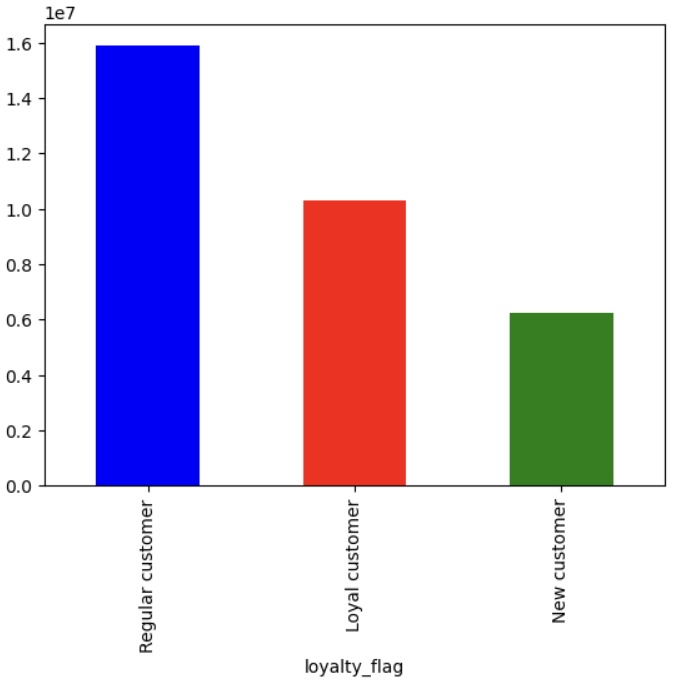 1e7
1.6
1.4
1.2
1.0
0.8
0.6
0.4
0.2
0.0
Regular customer
Loyal customer
New customer
loyalty_flag